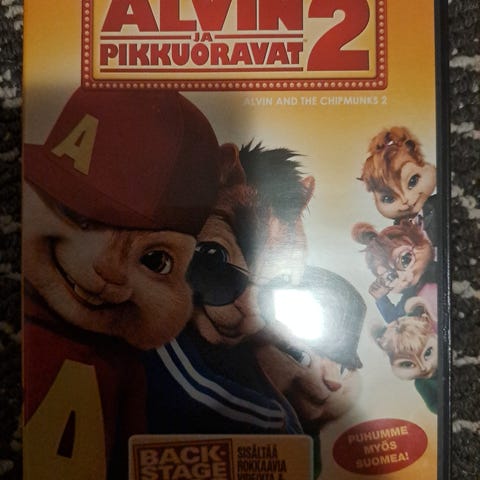 ALVIN
JA
PIKKUORAVAT 2
ALVIN AND THE CHIPMUNKS 2
A
A
PUHUMME
MYÖS
SUOMEA!
BACK-
STAGE
SISÄLTÄÄ
ROKKAAVIA